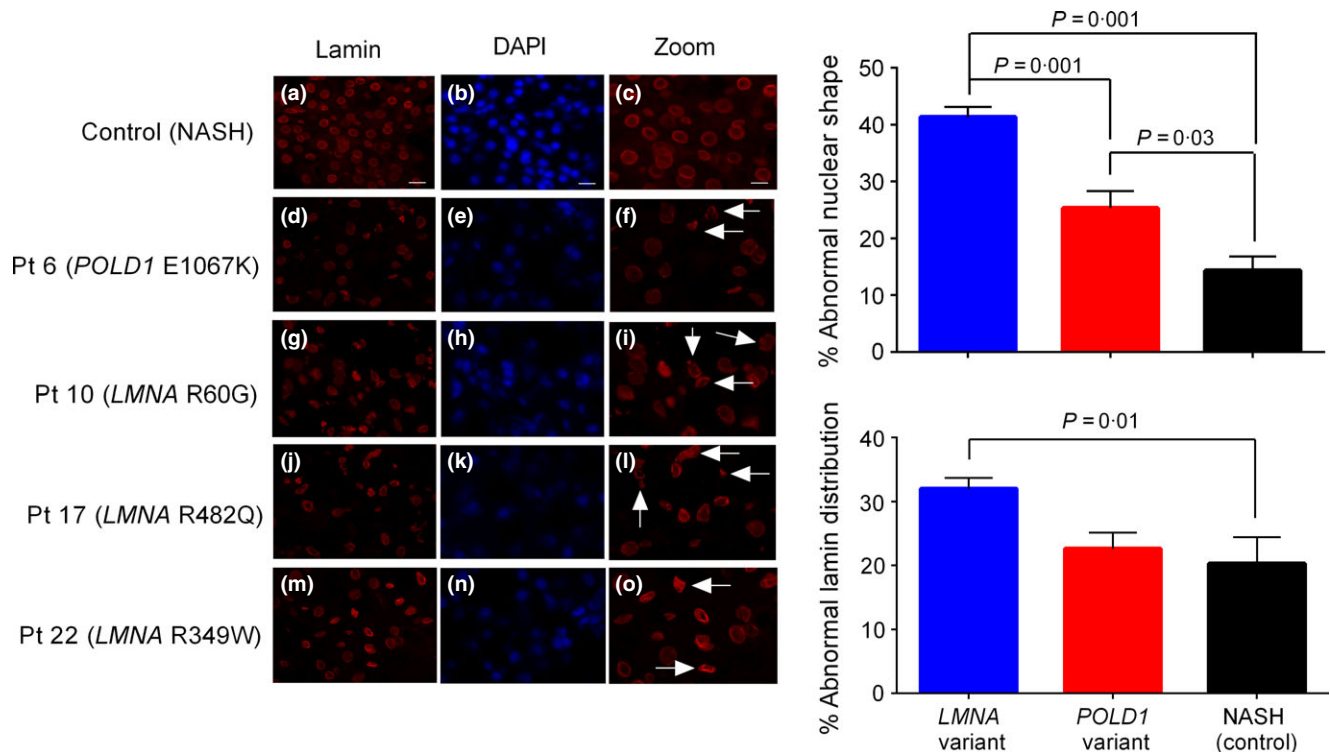 Lamin DAPI Zoom
Control (NASH)
(a) (b) (c)
Pt 6 (POLD1 E1067K)
(d) (e) (f)
Pt 10 (LMNA R60G)
(g) (h) (i)
Pt 17 (LMNA R482Q)
(j) (k) (l)
Pt 22 (LMNA R349W)
(m) (n) (o)
% Abnormal nuclear shape
P = 0·001
P = 0·001
P = 0·03
50
40
30
20
10
0
% Abnormal lamin distribution
P = 0·01
40
30
20
10
0
LMNA POLD1 NASH
variant variant (control)